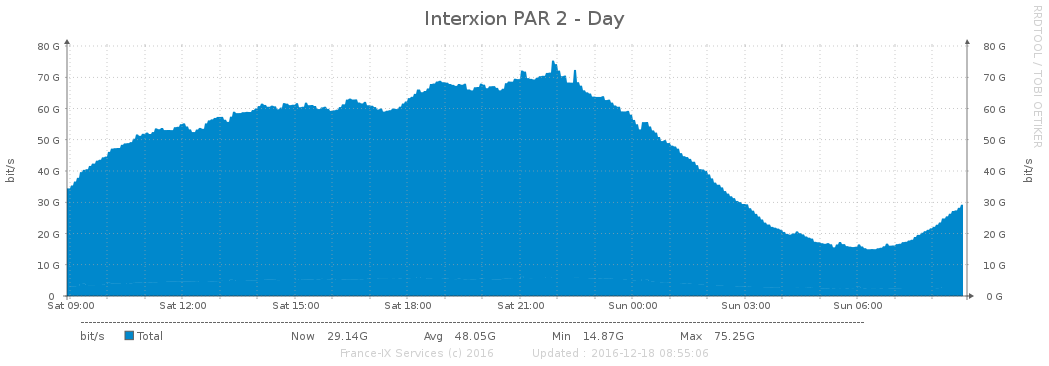 Interxion PAR 2 - Day
RRDTOOL / TOBI OETIKER
80 G 80 G
70 G 70 G
60 G 60 G
50 G 50 G
40 G 40 G
30 G 30 G
20 G 20 G
10 G 10 G
0 0 G
bit/s bit/s
Sat 09:00 Sat 12:00 Sat 15:00 Sat 18:00 Sat 21:00 Sun 00:00 Sun 03:00 Sun 06:00
bit/s Total Now 29.14G Avg 48.05G Min 14.87G Max 75.25G
France-IX Services (c) 2016 Updated : 2016-12-18 08:55:06